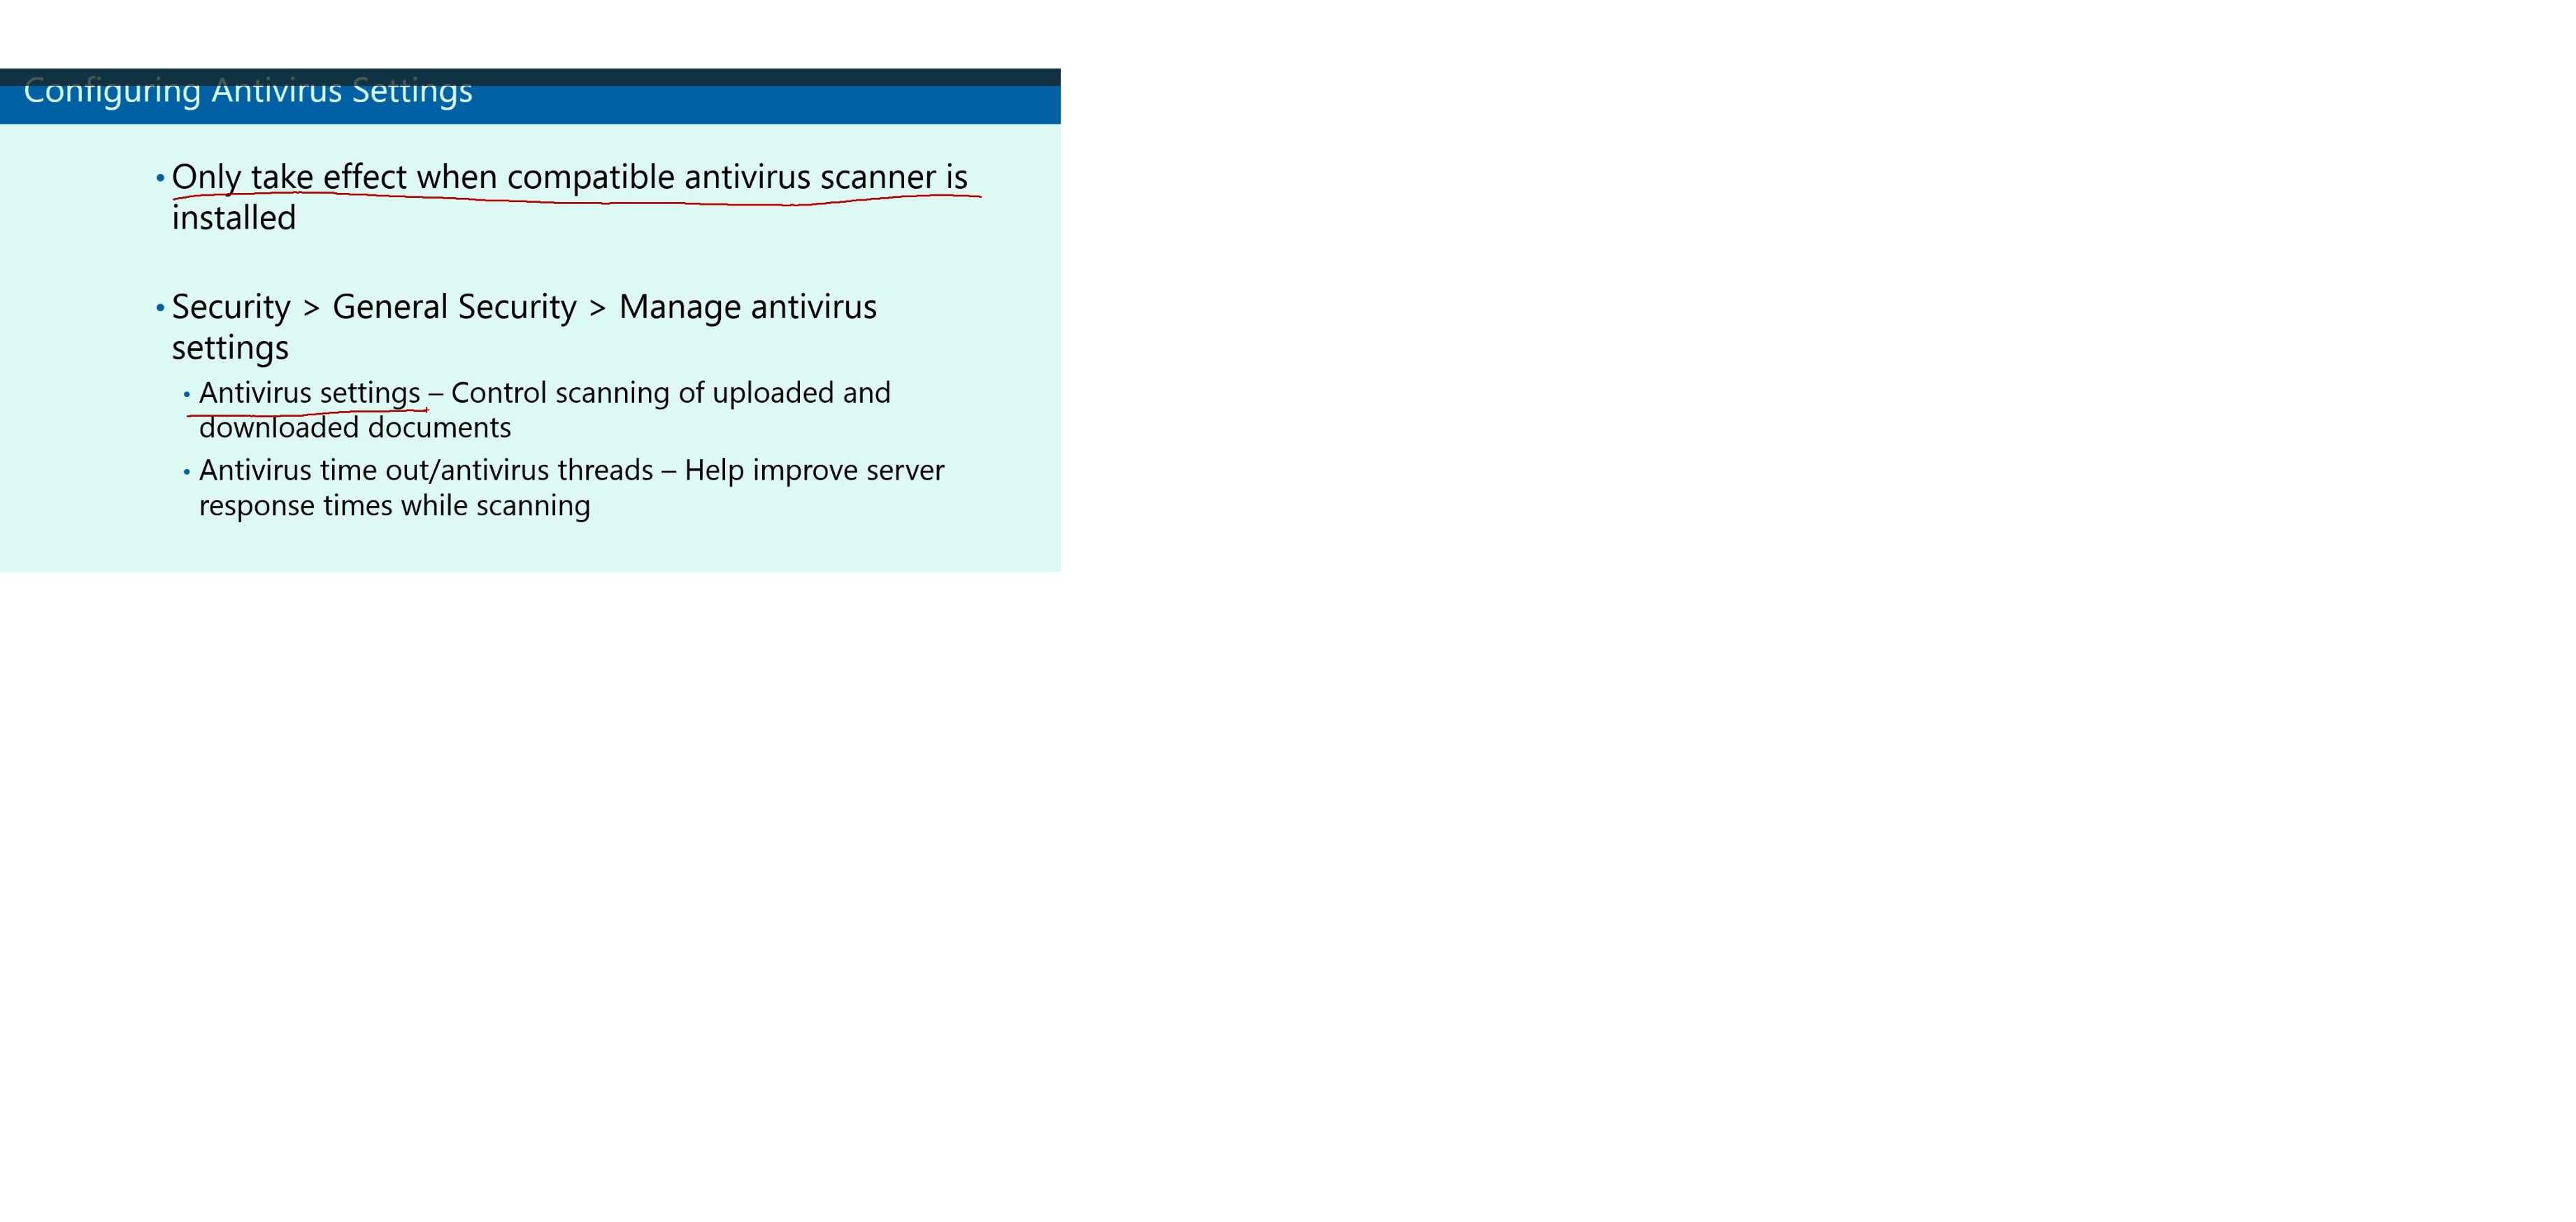 Configuring Antivirus Settings
• Only take effect when compatible antivirus scanner is
installed
• Security > General Security > Manage antivirus
settings
• Antivirus settings – Control scanning of uploaded and
downloaded documents
• Antivirus time out/antivirus threads – Help improve server
response times while scanning